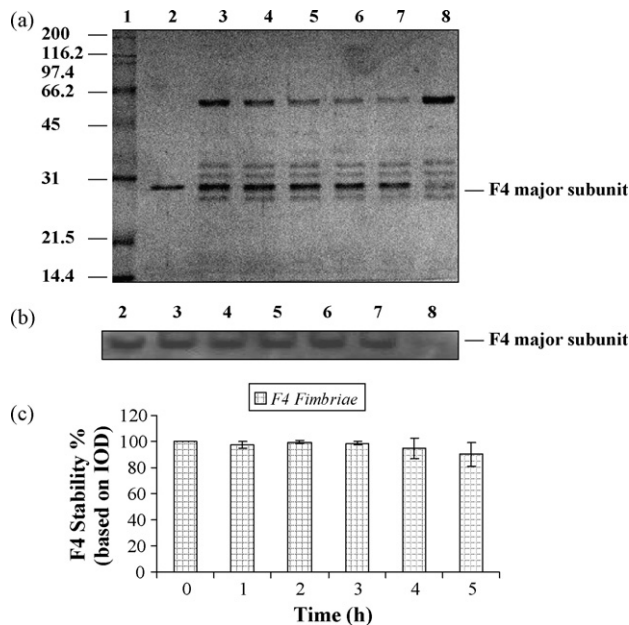 (a)
1 2 3 4 5 6 7 8
200
116.2
97.4
66.2
45
31
21.5
14.4
F4 major subunit
(b)
2 3 4 5 6 7 8
F4 major subunit
(c)
F4 Fimbriae
F4 Stability %
(based on IOD)
120
100
80
60
40
20
0
0 1 2 3 4 5
Time (h)